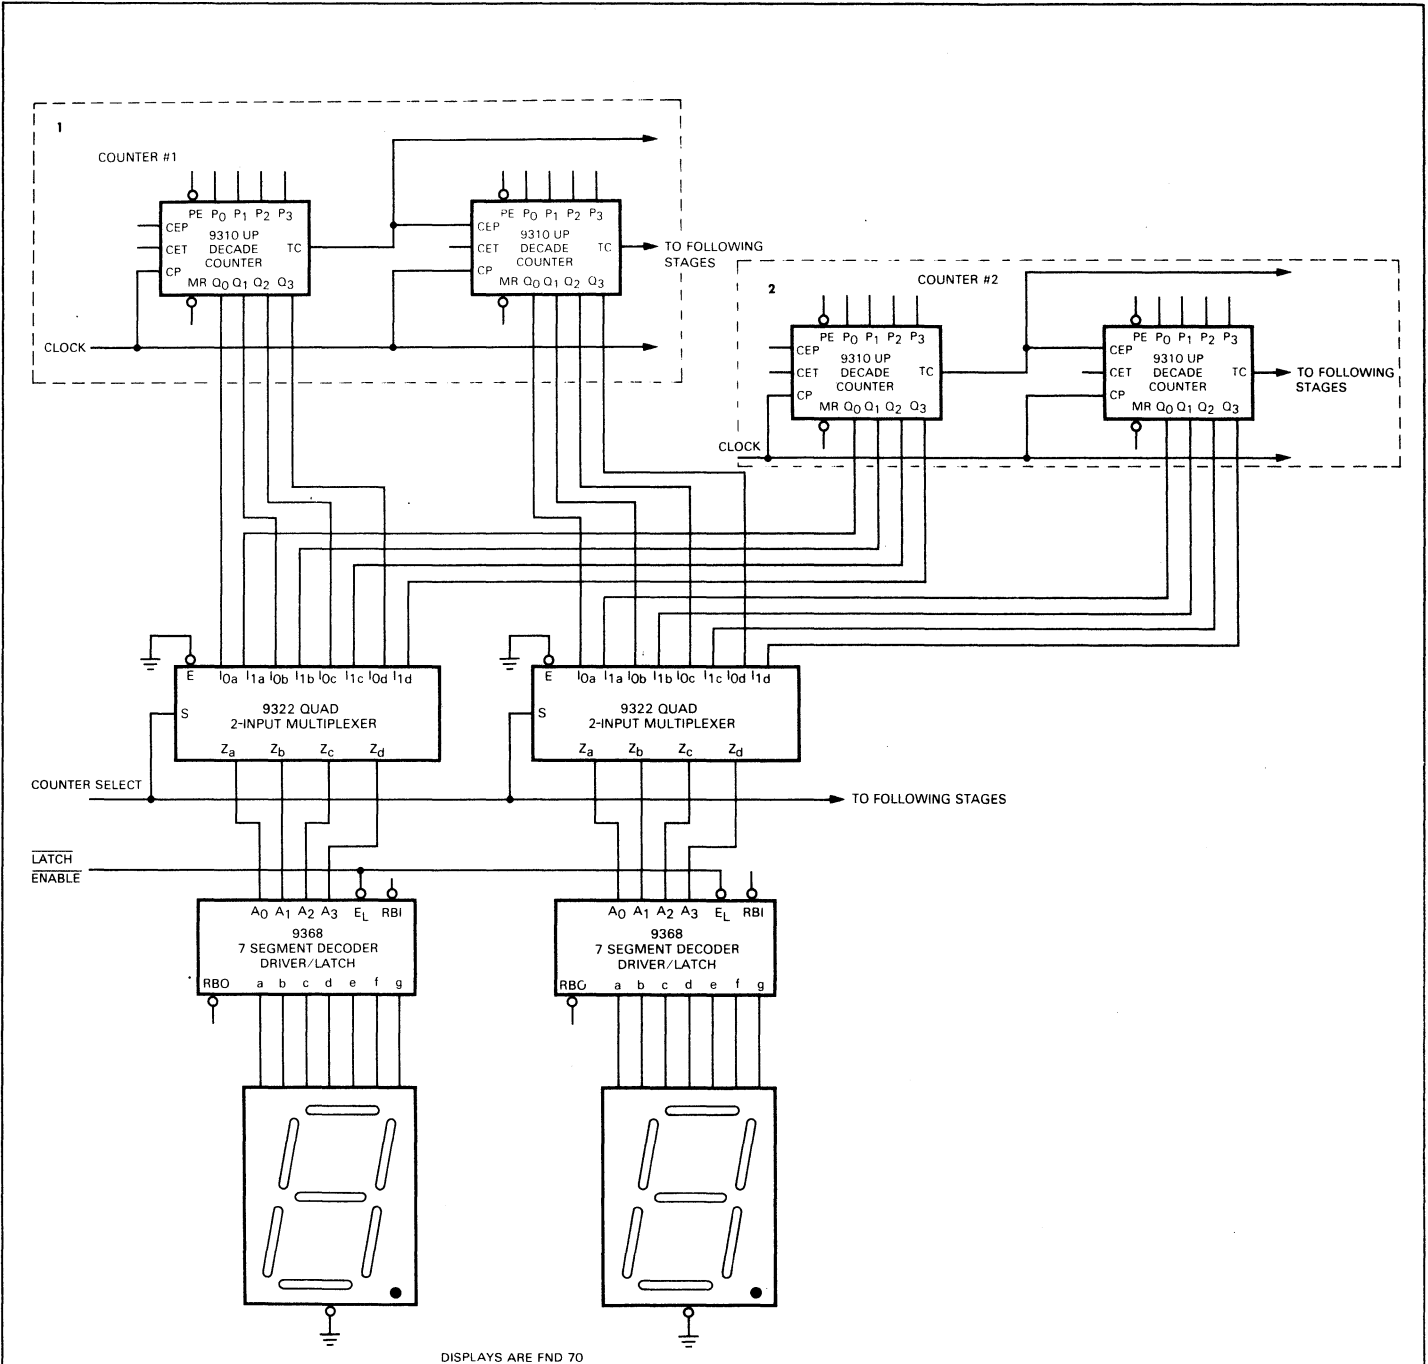 1
COUNTER #1
PE P0 P1 P2 P3
CEP
9310 UP
CET DECADE TC
COUNTER
CP
MR Q0 Q1 Q2 Q3
PE P0 P1 P2 P3
CEP
9310 UP
CET DECADE TC
COUNTER
CP
MR Q0 Q1 Q2 Q3
TO FOLLOWING
STAGES
CLOCK
2
COUNTER #2
PE P0 P1 P2 P3
CEP
9310 UP
CET DECADE TC
COUNTER
CP
MR Q0 Q1 Q2 Q3
PE P0 P1 P2 P3
CEP
9310 UP
CET DECADE TC
COUNTER
CP
MR Q0 Q1 Q2 Q3
TO FOLLOWING
STAGES
CLOCK
E I0a I1a I0b I1b I0c I1c I0d I1d
S
9322 QUAD
2-INPUT MULTIPLEXER
Za Zb Zc Zd
E I0a I1a I0b I1b I0c I1c I0d I1d
S
9322 QUAD
2-INPUT MULTIPLEXER
Za Zb Zc Zd
COUNTER SELECT
TO FOLLOWING STAGES
LATCH
ENABLE
A0 A1 A2 A3 EL RBI
9368
7 SEGMENT DECODER
DRIVER/LATCH
RBO a b c d e f g
A0 A1 A2 A3 EL RBI
9368
7 SEGMENT DECODER
DRIVER/LATCH
RBO a b c d e f g
DISPLAYS ARE FND 70